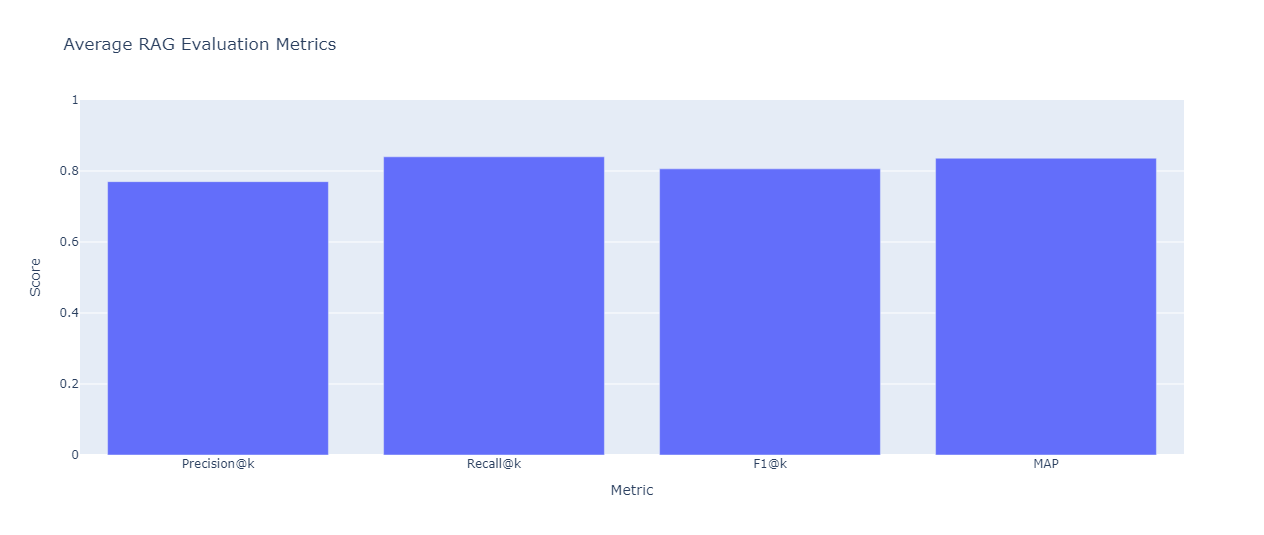 Average RAG Evaluation Metrics
1
0.8
0.6
0.4
0.2
0
Score
Precision@k
Recall@k
F1@k
MAP
Metric